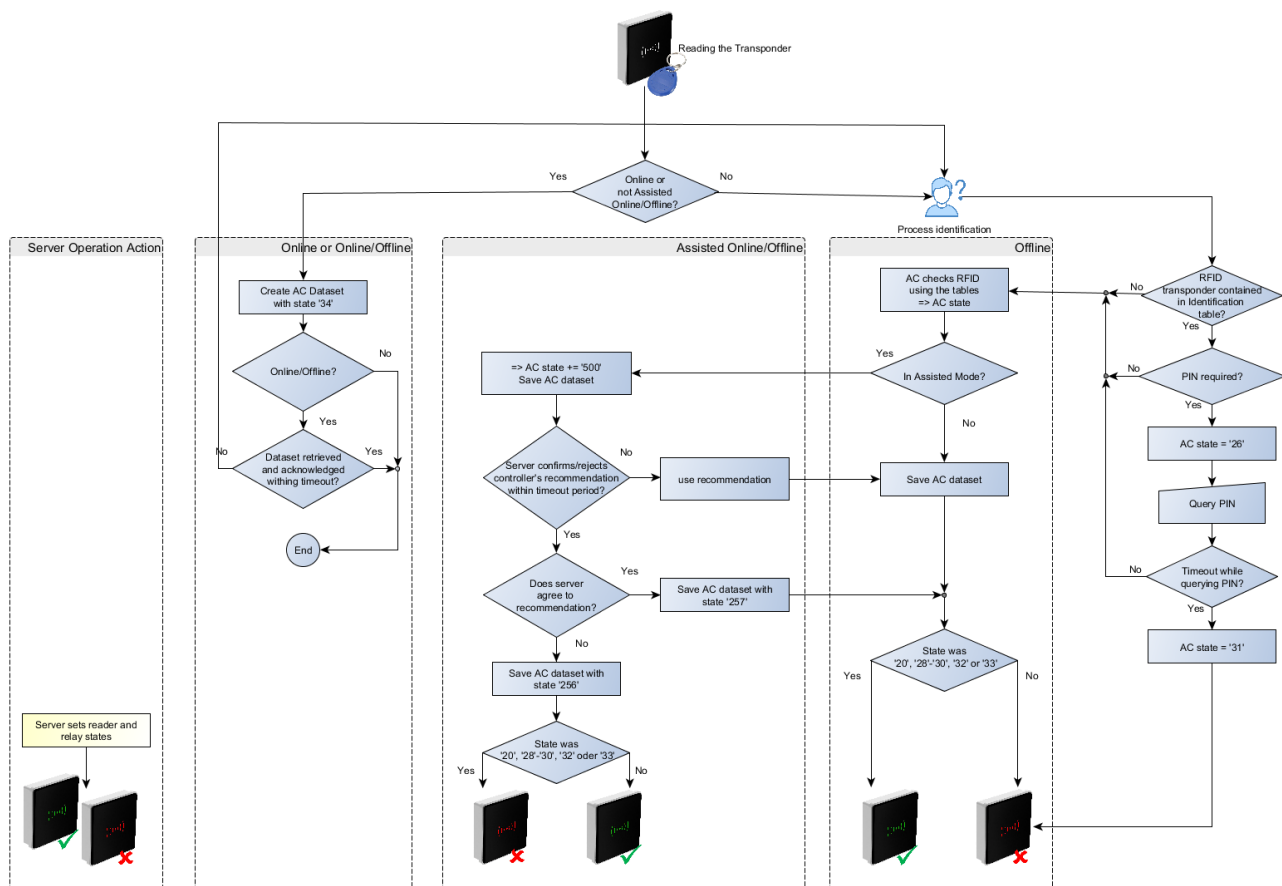 Reading the Transponder
Yes
Online or
not Assisted
Online/Offline?
No
Process identification
Server Operation Action
Online or Online/Offline
Assisted Online/Offline
Offline
Create AC Dataset
with state '34'
AC checks RFID
using the tables
=> AC state
RFID
transponder contained
in Identification
table?
No
Yes
Online/Offline?
No
Yes
=> AC state += '500'
Save AC dataset
Yes
In Assisted Mode?
No
PIN required?
No
Yes
AC state = '26'
No
Dataset retrieved
and acknowledged
withing timeout?
Yes
Server confirms/rejects
controller's recommendation
within timeout period?
No
Yes
use recommendation
Save AC dataset
Query PIN
End
Does server
agree to
recommendation?
Yes
No
Save AC dataset with
state '257'
Timeout while
querying PIN?
No
Yes
AC state = '31'
Save AC dataset with
state '256'
State was
'20', '28'-'30', '32' or '33'
Yes
No
Server sets reader and
relay states
State was
'20', '28'-'30', '32' oder '33'
Yes
No